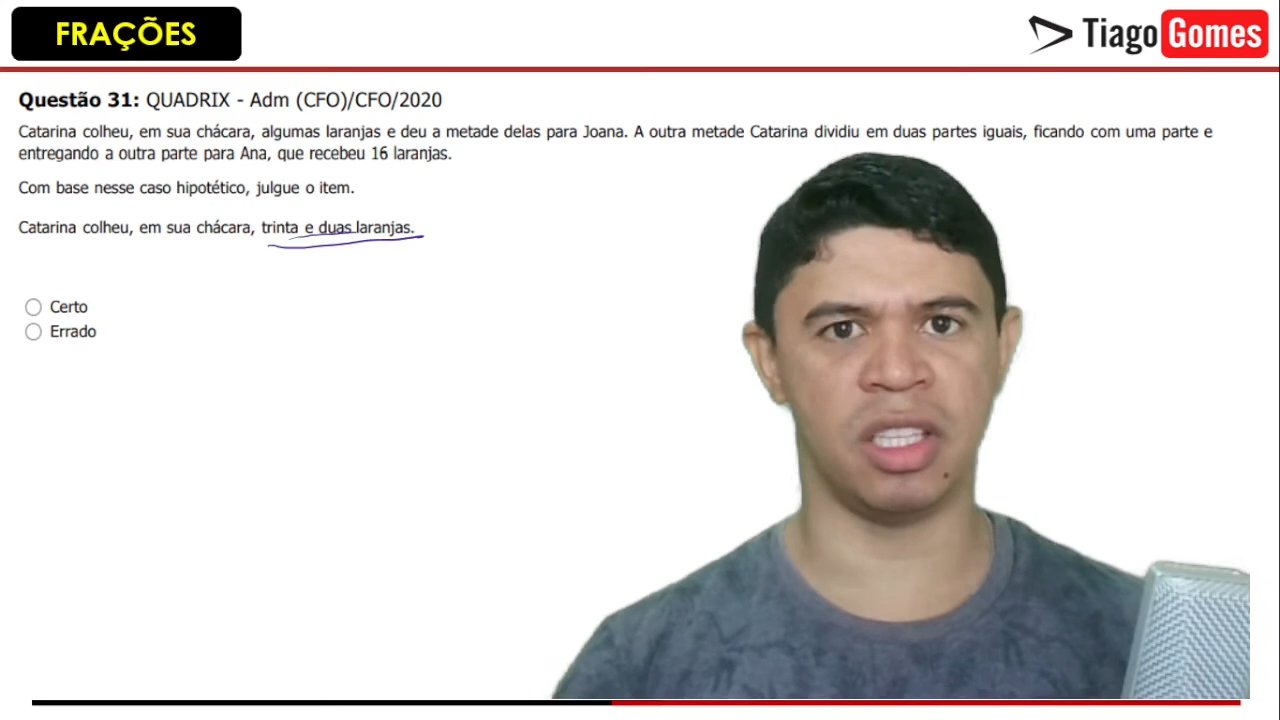 FRAÇÕES
Tiago Gomes
Questão 31: QUADRIX - Adm (CFO)/CFO/2020
Catarina colheu, em sua chácara, algumas laranjas e deu a metade delas para Joana. A outra metade Catarina dividiu em duas partes iguais, ficando com uma parte e
entregando a outra parte para Ana, que recebeu 16 laranjas.
Com base nesse caso hipotético, julgue o item.
Catarina colheu, em sua chácara, trinta e duas laranjas.
Certo
Errado